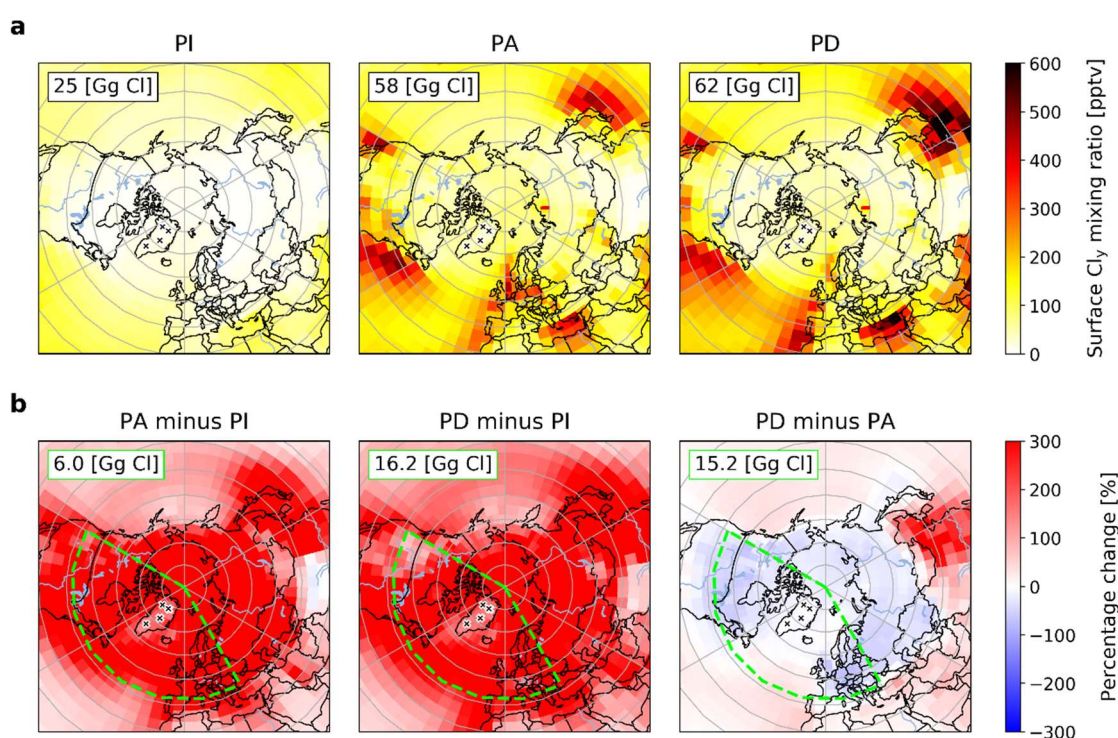 a
PI
PA
PD
25 [Gg Cl]
58 [Gg Cl]
62 [Gg Cl]
600
500
400
300
200
100
0
Surface Clᵧ mixing ratio [pptv]
b
PA minus PI
PD minus PI
PD minus PA
6.0 [Gg Cl]
16.2 [Gg Cl]
15.2 [Gg Cl]
300
200
100
0
−100
−200
−300
Percentage change [%]